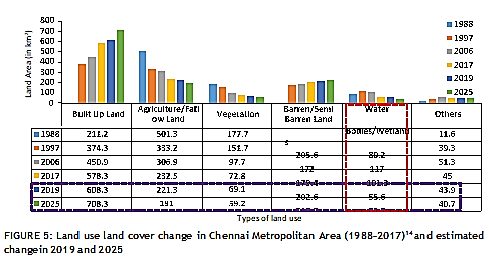 800
700
600
500
400
300
200
100
0
Land Area (in km²)
1988
1997
2006
2017
2019
2025
Built Up Land Agriculture/Fallow Land Vegetation Barren/Semi Barren Land Water Bodies/Wetland Others
1988 211.2 501.3 177.7 205.6 89.2 11.6
1997 374.3 333.2 151.7 172 117 39.3
2006 450.9 306.9 97.7 101.3 51.3
2017 578.3 232.5 72.8 202.6 55.6 45
2019 608.3 221.3 69.1 43.9
2025 708.3 191 59.2 40.7
Types of land use
FIGURE 5: Land use land cover change in Chennai Metropolitan Area (1988-2017)¹⁴ and estimated
change in 2019 and 2025